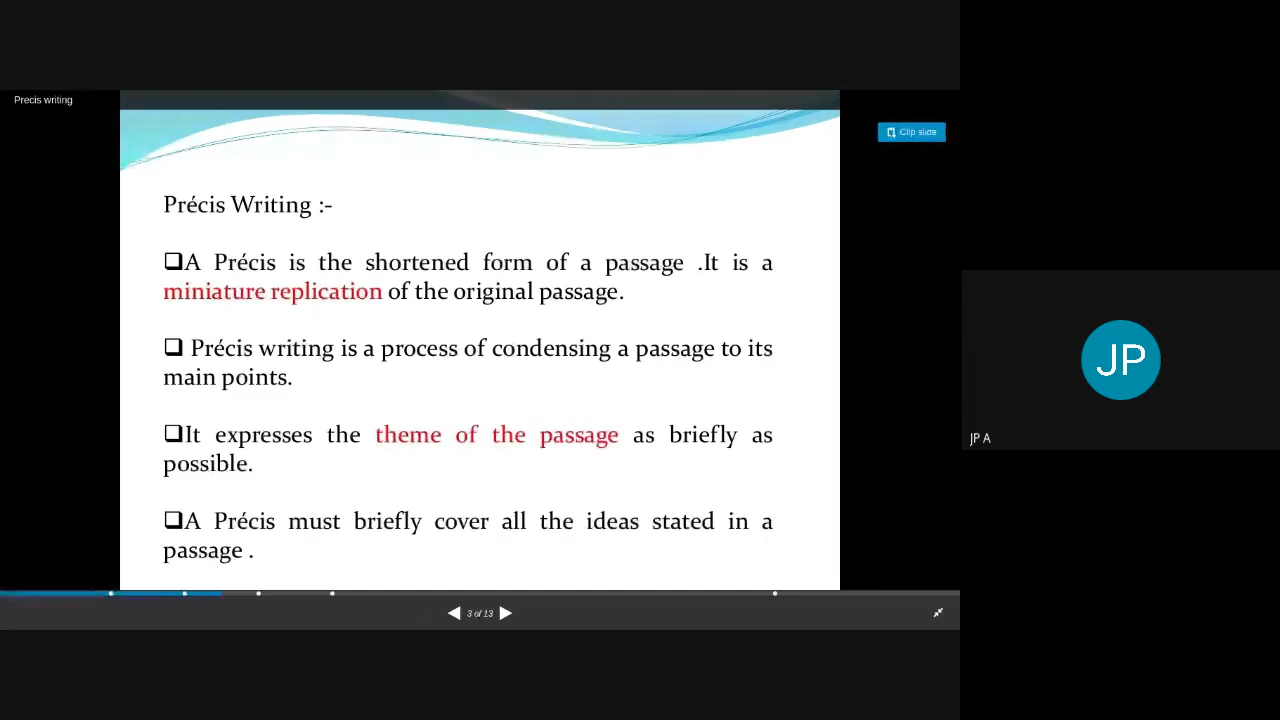 Precis writing
Clip slide
Précis Writing :-
❑A Précis is the shortened form of a passage .It is a
miniature replication of the original passage.
❑ Précis writing is a process of condensing a passage to its
main points.
❑It expresses the theme of the passage as briefly as
possible.
❑A Précis must briefly cover all the ideas stated in a
passage .
3 of 13
JP
JP A